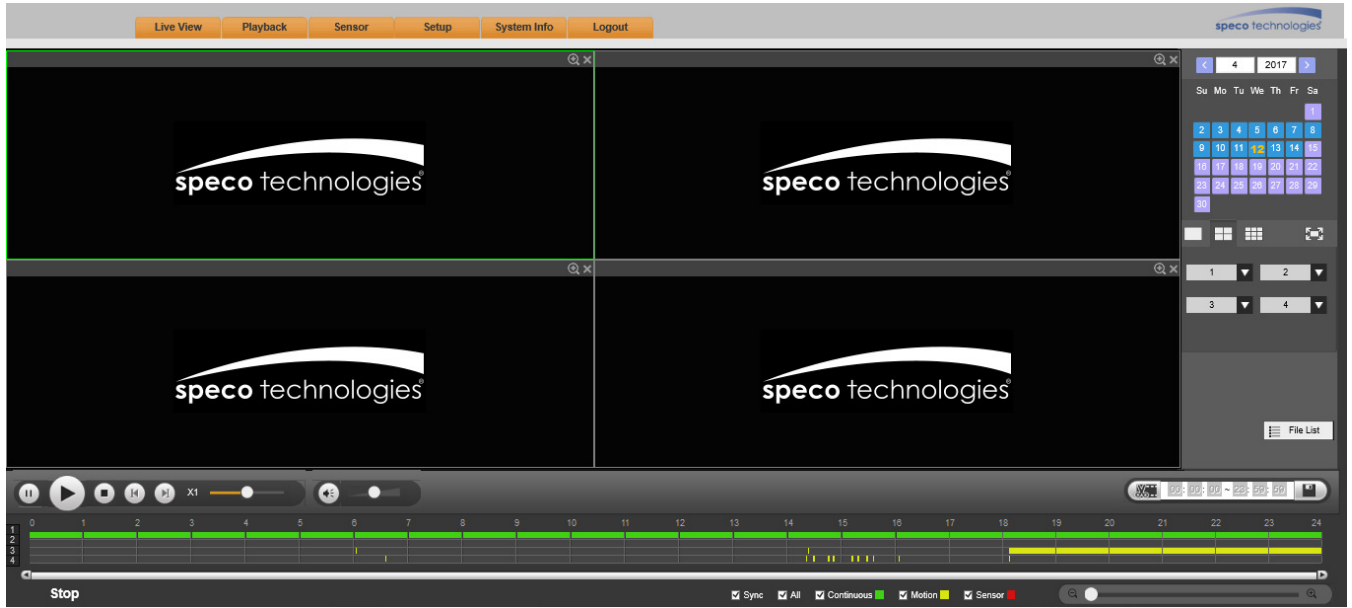 Live View Playback Sensor Setup System Info Logout
speco technologies
4 2017
Su Mo Tu We Th Fr Sa
1
2 3 4 5 6 7 8
9 10 11 12 13 14 15
16 17 18 19 20 21 22
23 24 25 26 27 28 29
30
speco technologies®
speco technologies®
1 2
3 4
speco technologies®
speco technologies®
File List
X1
00: 00: 00 ~ 23: 59: 59
0 1 2 3 4 5 6 7 8 9 10 11 12 13 14 15 16 17 18 19 20 21 22 23 24
1
2
3
4
Stop
Sync All Continuous Motion Sensor